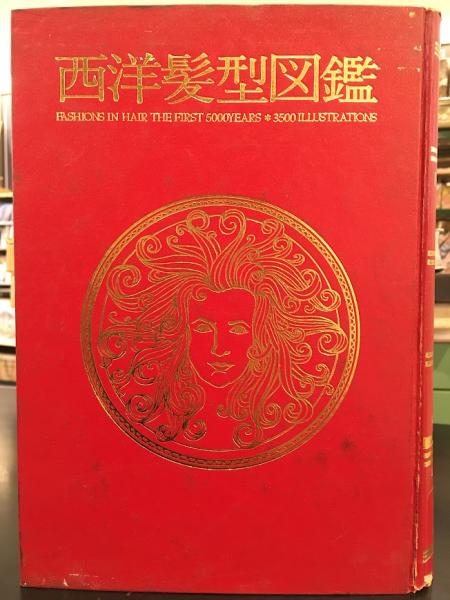 西洋髪型図鑑
FASHIONS IN HAIR THE FIRST 5000YEARS * 3500 ILLUSTRATIONS